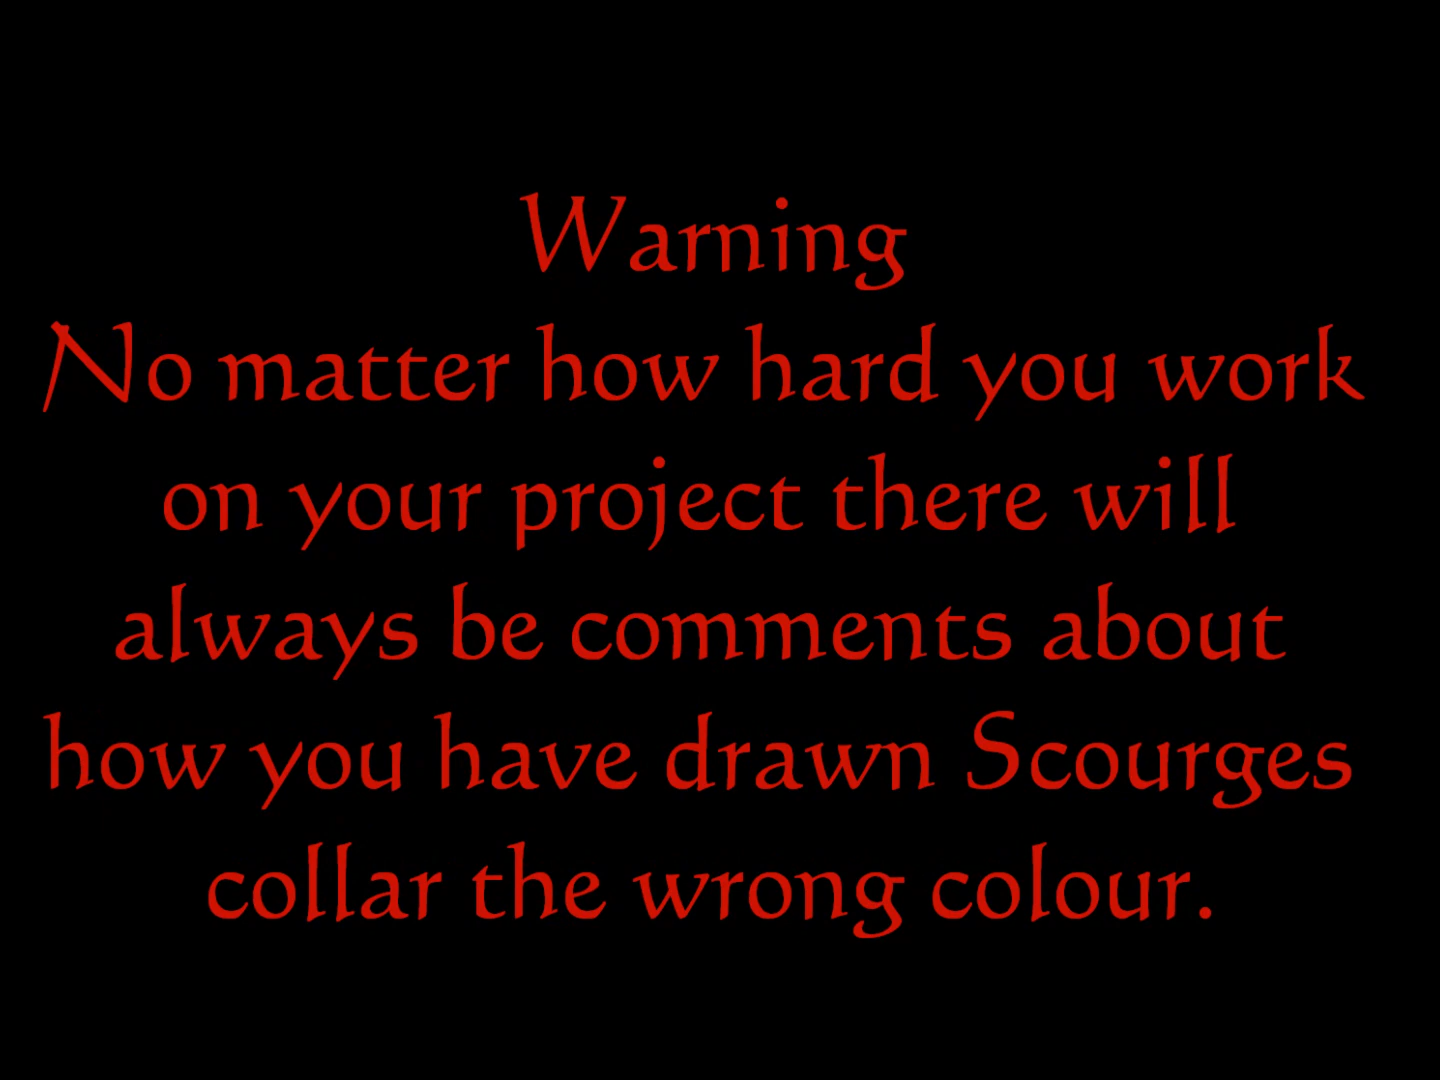 Warning
No matter how hard you work
on your project there will
always be comments about
how you have drawn Scourges
collar the wrong colour.